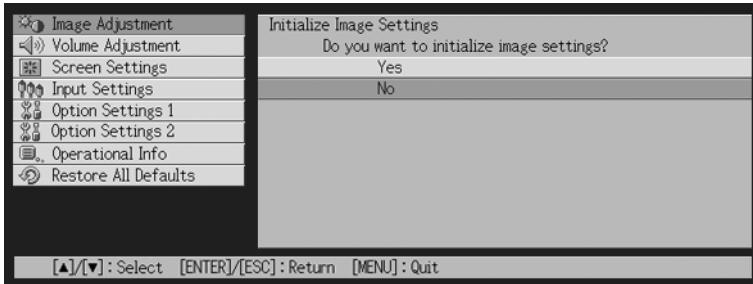 Image Adjustment
Volume Adjustment
Screen Settings
Input Settings
Option Settings 1
Option Settings 2
Operational Info
Restore All Defaults
Initialize Image Settings
Do you want to initialize image settings?
Yes
No
[▲]/[▼] : Select [ENTER]/[ESC] : Return [MENU] : Quit